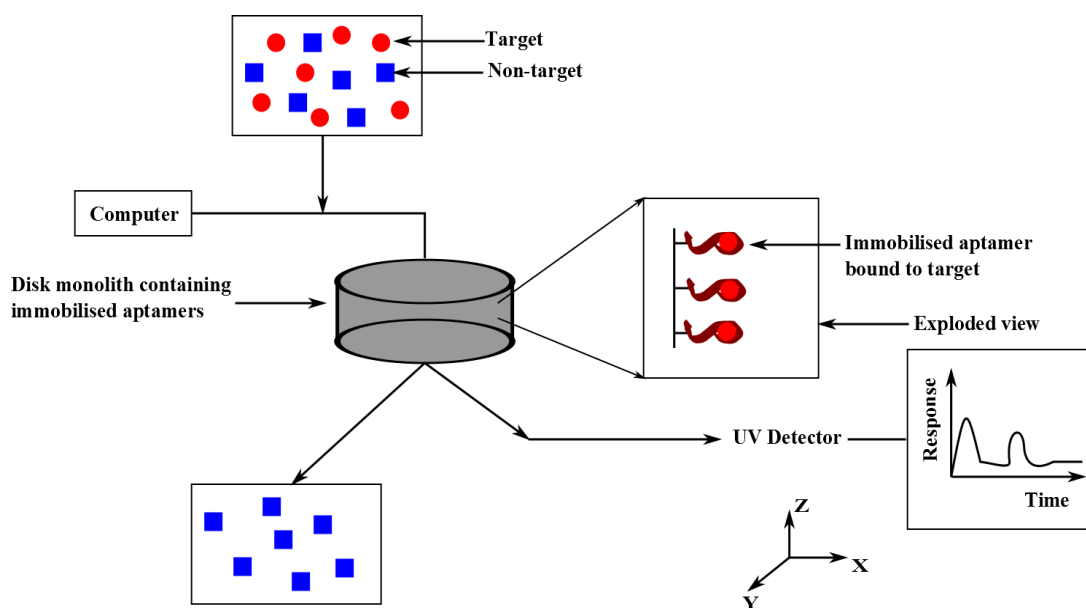 Target
Non-target
Computer
Disk monolith containing
immobilised aptamers
Immobilised aptamer
bound to target
Exploded view
UV Detector
Response
Time
Z
X
Y